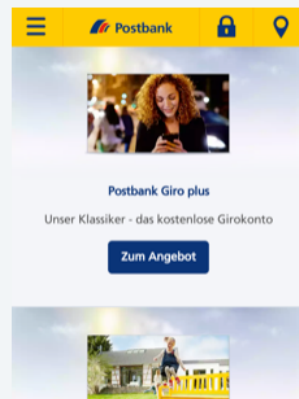 Postbank
Postbank Giro plus
Unser Klassiker - das kostenlose Girokonto
Zum Angebot